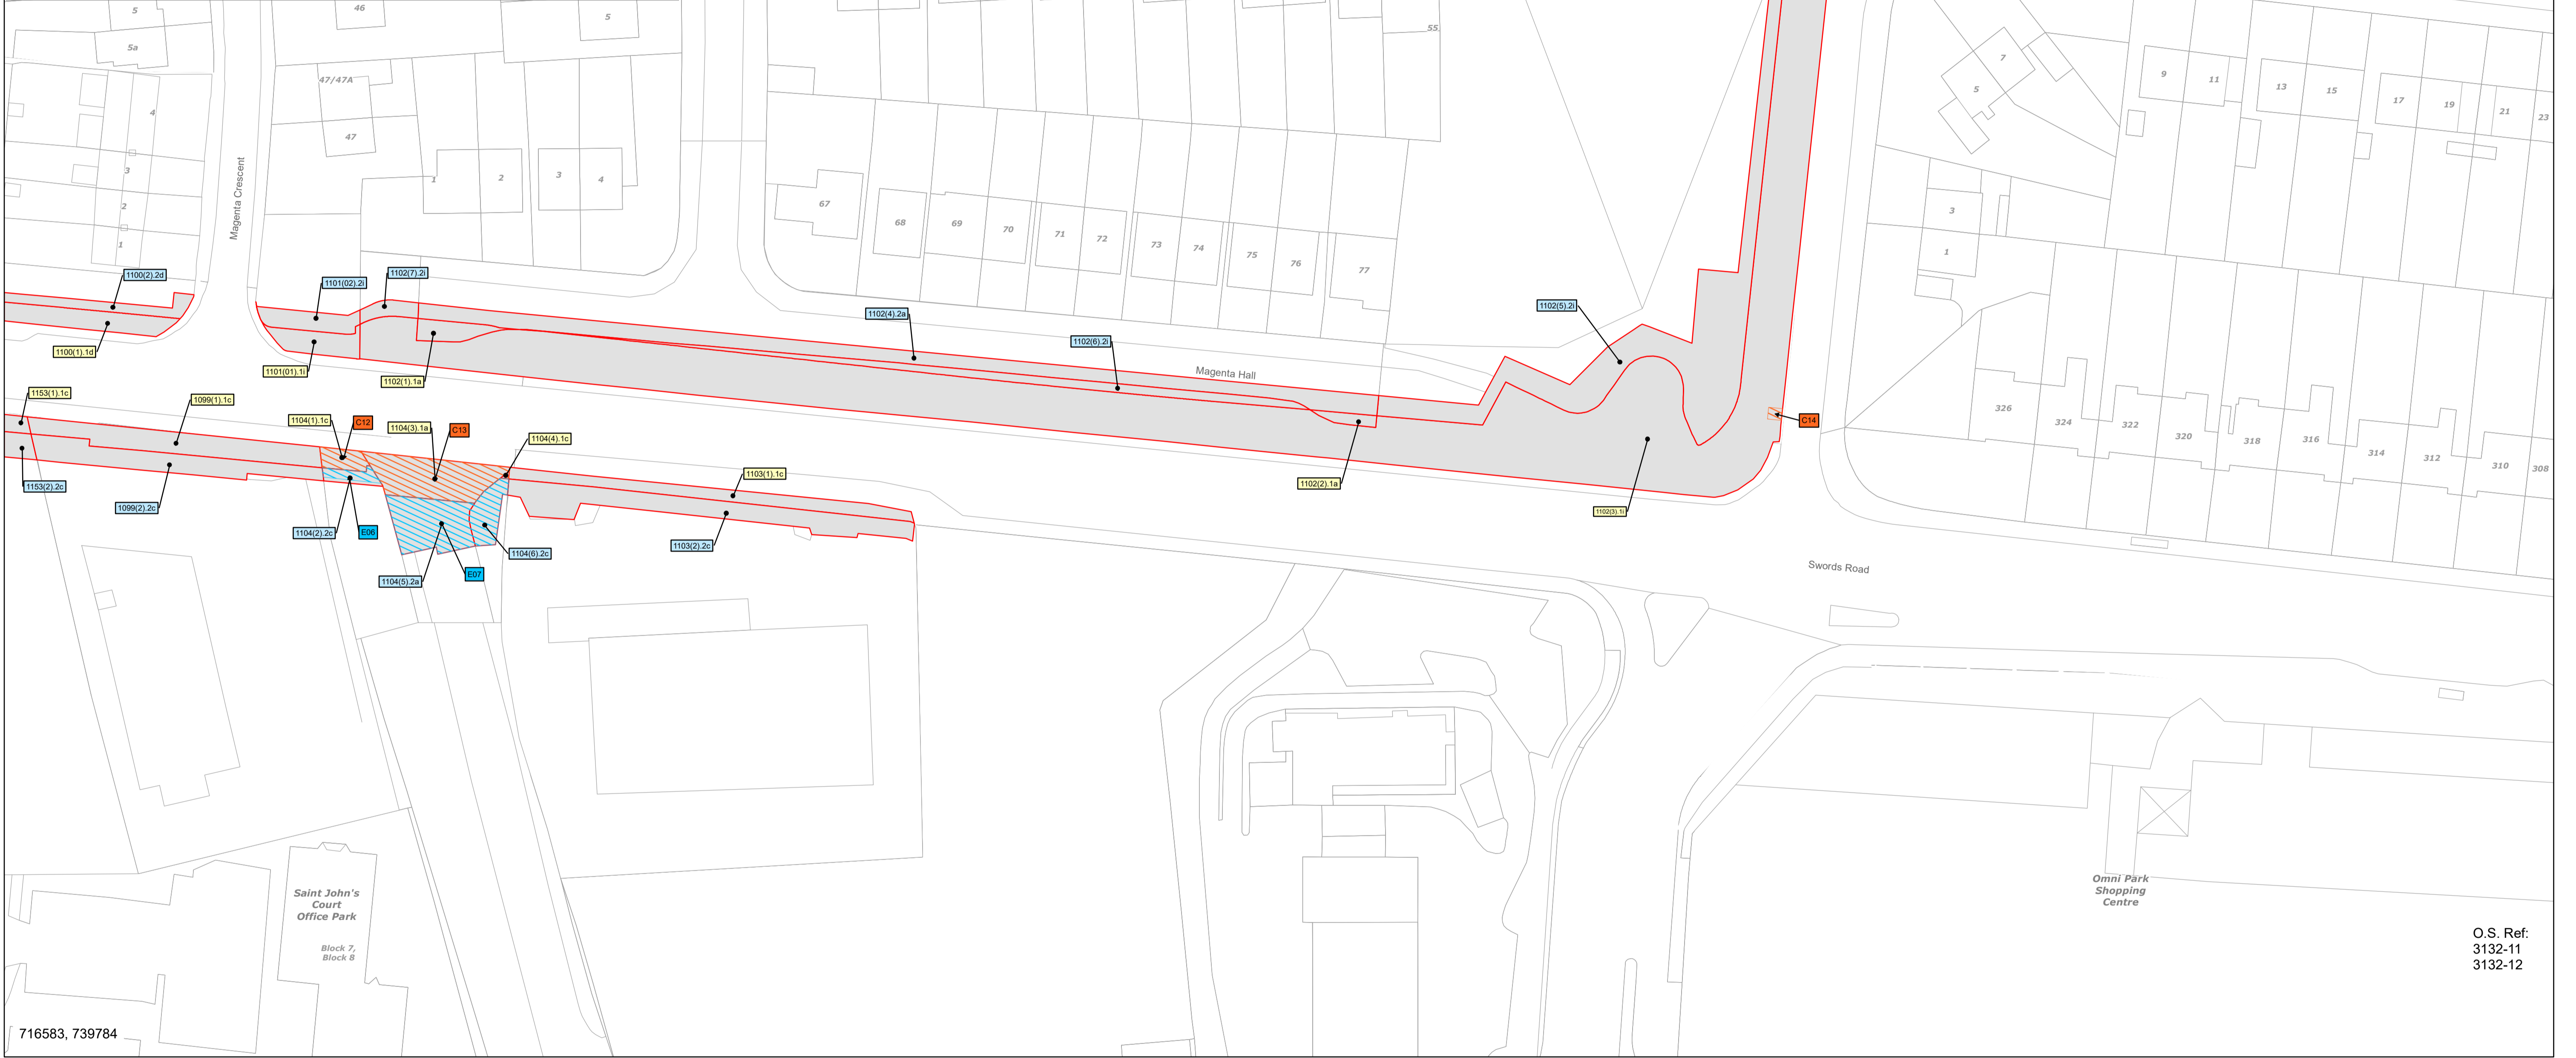 5
46
5
55
5a
47/47A
7
9
11
13
15
17
19
21
23
5
4
47
3
1
2
3
4
2
1
67
68
69
70
71
72
73
74
75
76
77
3
1
Magenta Crescent
1100(2).2d
1101(02).2i
1102(7).2i
1102(4).2a
1102(6).2i
1102(5).2i
1100(1).1d
1101(01).1i
1102(1).1a
Magenta Hall
1153(1).1c
1099(1).1c
1104(1).1c
C12
1104(3).1a
C13
1104(4).1c
1103(1).1c
1102(2).1a
1102(3).1i
C14
326
324
322
320
318
316
314
312
310
308
1153(2).2c
1099(2).2c
1104(2).2c
E06
1104(5).2a
E07
1104(6).2c
1103(2).2c
Swords Road
Saint John's
Court
Office Park
Block 7,
Block 8
Omni Park
Shopping
Centre
O.S. Ref:
3132-11
3132-12
716583, 739784